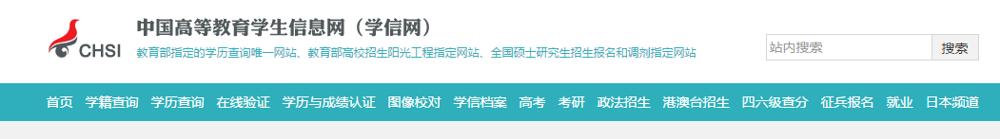 中国高等教育学生信息网（学信网）
CHSI
教育部指定的学历查询唯一网站、教育部高校招生阳光工程指定网站、全国硕士研究生招生报名和调剂指定网站
站内搜索 搜索
首页 学籍查询 学历查询 在线验证 学历与成绩认证 图像校对 学信档案 高考 考研 政法招生 港澳台招生 四六级查分 征兵报名 就业 日本频道